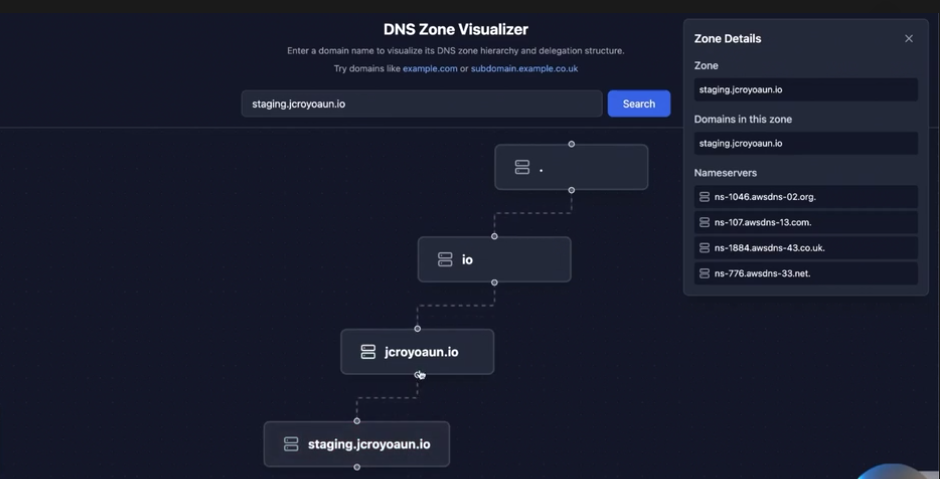 DNS Zone Visualizer
Enter a domain name to visualize its DNS zone hierarchy and delegation structure.
Try domains like example.com or subdomain.example.co.uk
staging.jcroyoaun.io
Search
.
io
jcroyoaun.io
staging.jcroyoaun.io
Zone Details
Zone
staging.jcroyoaun.io
Domains in this zone
staging.jcroyoaun.io
Nameservers
ns-1046.awsdns-02.org.
ns-107.awsdns-13.com.
ns-1884.awsdns-43.co.uk.
ns-776.awsdns-33.net.